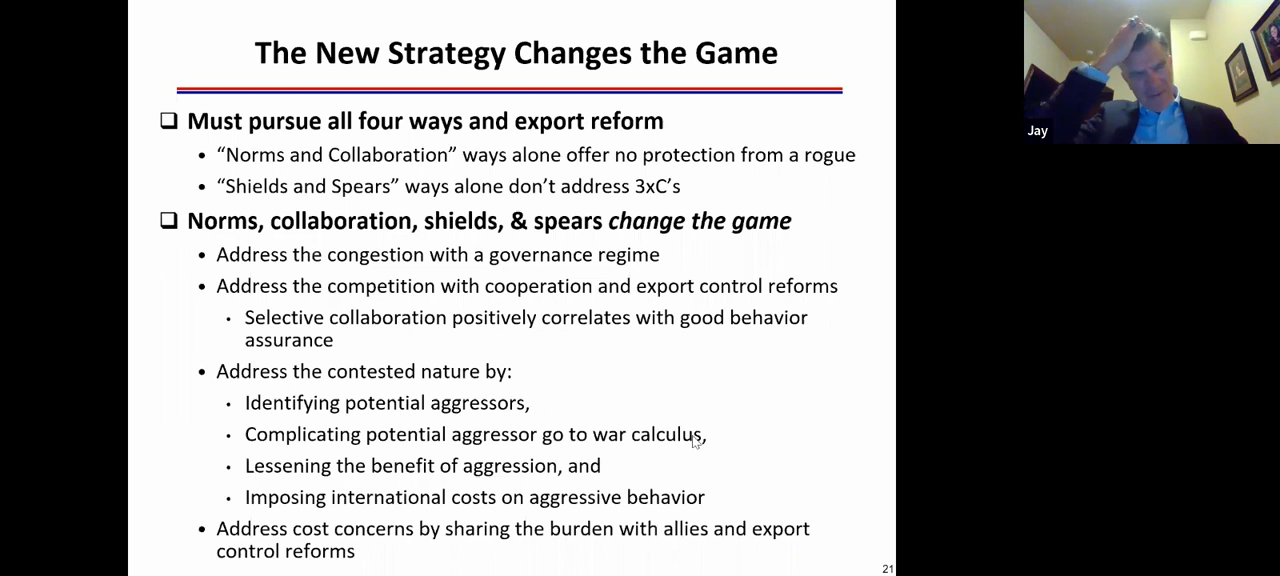 The New Strategy Changes the Game
❑ Must pursue all four ways and export reform
• “Norms and Collaboration” ways alone offer no protection from a rogue
• “Shields and Spears” ways alone don’t address 3xC’s
❑ Norms, collaboration, shields, & spears change the game
• Address the congestion with a governance regime
• Address the competition with cooperation and export control reforms
• Selective collaboration positively correlates with good behavior
assurance
• Address the contested nature by:
• Identifying potential aggressors,
• Complicating potential aggressor go to war calculus,
• Lessening the benefit of aggression, and
• Imposing international costs on aggressive behavior
• Address cost concerns by sharing the burden with allies and export
control reforms
21
Jay